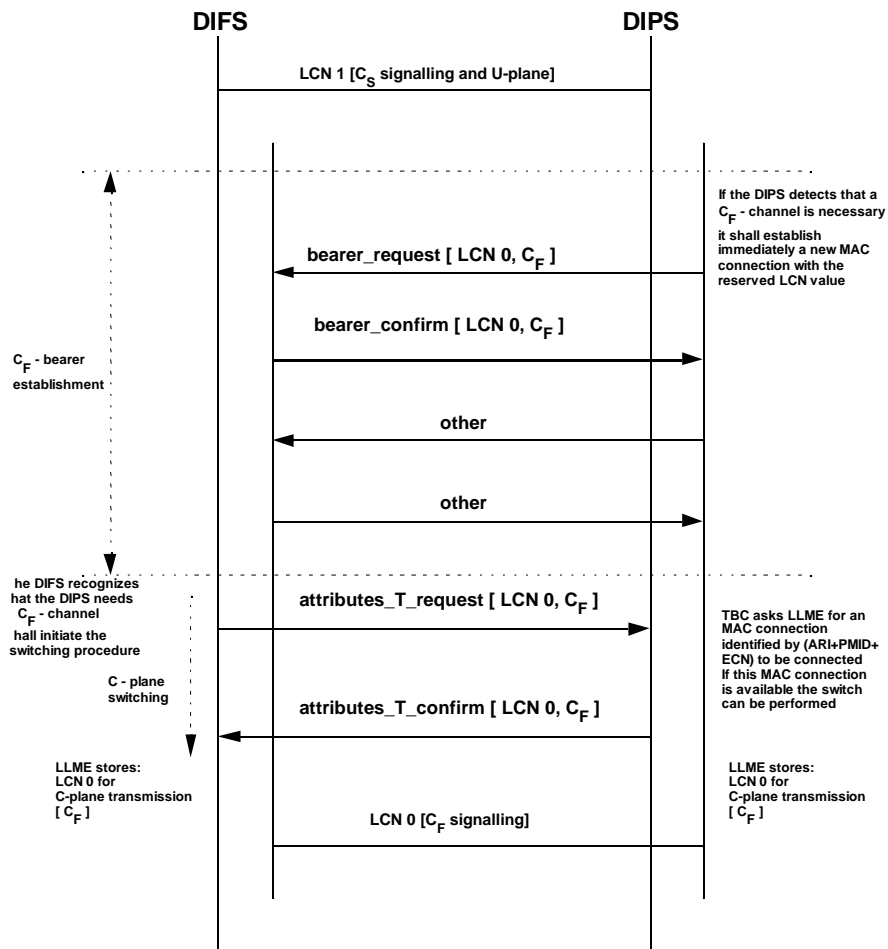 DIFS
DIPS
LCN 1 [CS signalling and U-plane]
If the DIPS detects that a
CF - channel is necessary
it shall establish
immediately a new MAC
connection with the
reserved LCN value
bearer_request [ LCN 0, CF ]
bearer_confirm [ LCN 0, CF ]
CF - bearer
establishment
other
other
he DIFS recognizes
hat the DIPS needs
CF - channel
hall initiate the
switching procedure
attributes_T_request [ LCN 0, CF ]
TBC asks LLME for an
MAC connection
identified by (ARI+PMID+
ECN) to be connected
If this MAC connection
is available the switch
can be performed
C - plane
switching
attributes_T_confirm [ LCN 0, CF ]
LLME stores:
LCN 0 for
C-plane transmission
[ CF ]
LLME stores:
LCN 0 for
C-plane transmission
[ CF ]
LCN 0 [CF signalling]